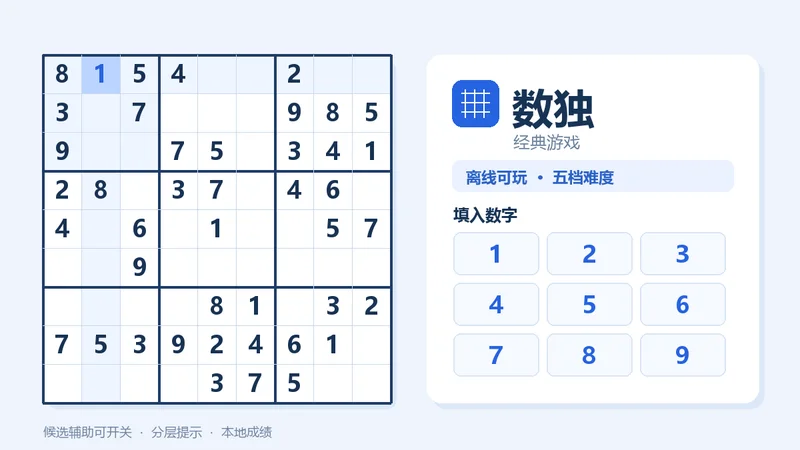 8 1 5 4 2
3 7 9 8 5
9 7 5 3 4 1
2 8 3 7 4 6
4 6 1 5 7
9
8 1 3 2
7 5 3 9 2 4 6 1
3 7 5
候选辅助可开关 · 分层提示 · 本地成绩
数独
经典游戏
离线可玩 · 五档难度
填入数字
1 2 3
4 5 6
7 8 9